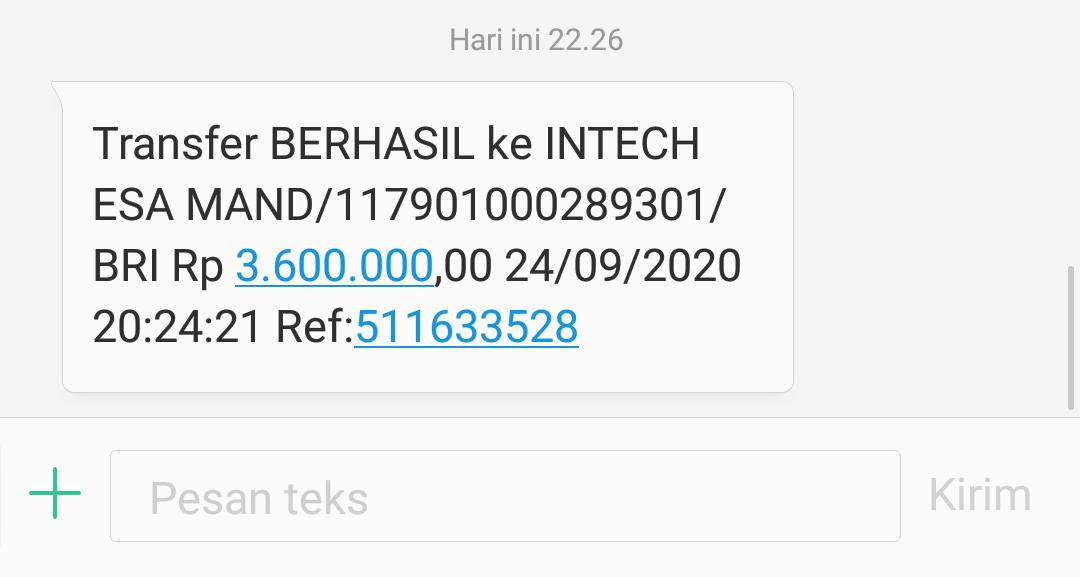 Hari ini 22.26
Transfer BERHASIL ke INTECH
ESA MAND/117901000289301/
BRI Rp 3.600.000,00 24/09/2020
20:24:21 Ref:511633528
Pesan teks
Kirim